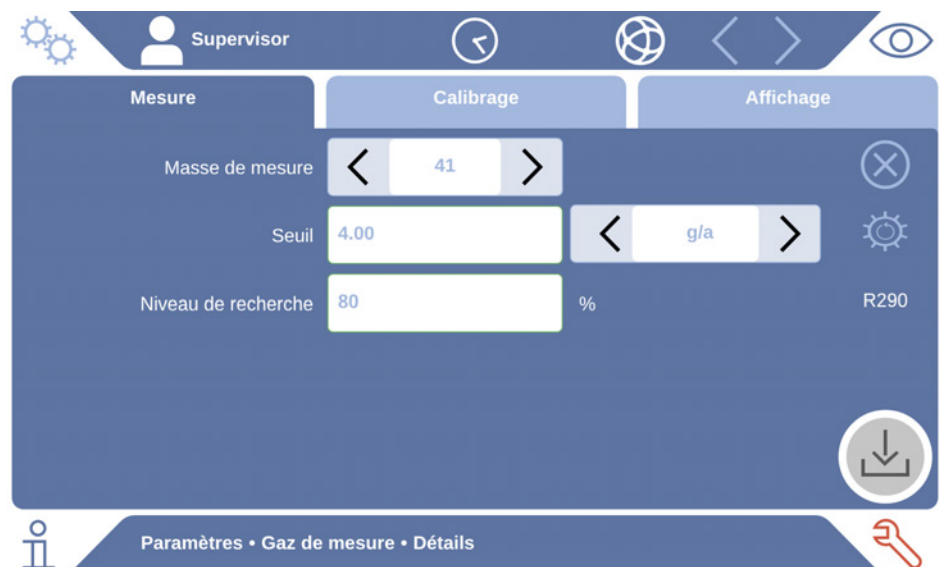 Supervisor
Mesure
Calibrage
Affichage
Masse de mesure
41
Seuil
4.00
g/a
Niveau de recherche
80
%
R290
Paramètres • Gaz de mesure • Détails